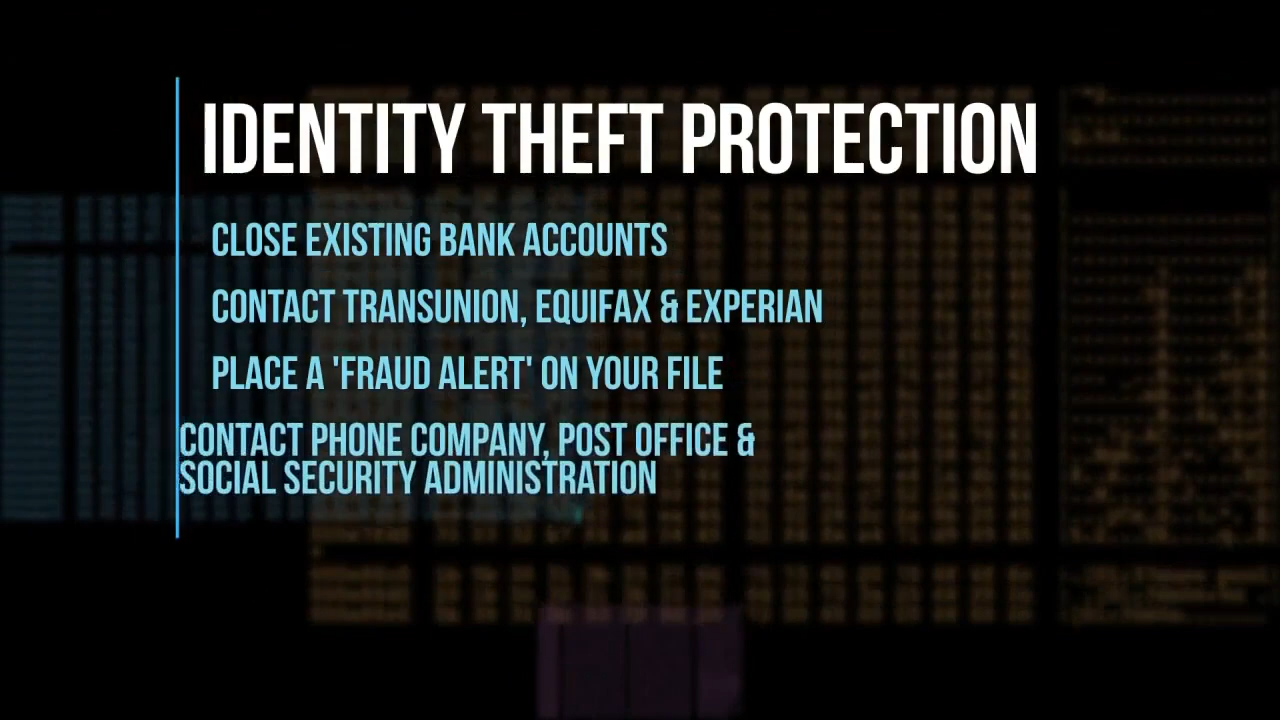 IDENTITY THEFT PROTECTION
CLOSE EXISTING BANK ACCOUNTS
CONTACT TRANSUNION, EQUIFAX & EXPERIAN
PLACE A 'FRAUD ALERT' ON YOUR FILE
CONTACT PHONE COMPANY, POST OFFICE &
SOCIAL SECURITY ADMINISTRATION